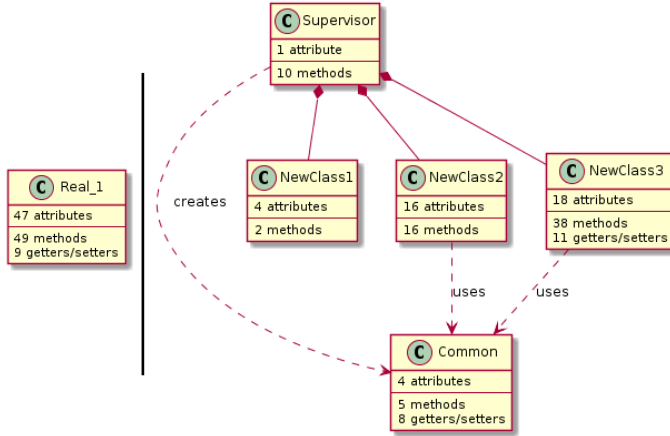 C Supervisor
1 attribute
10 methods
C Real_1
47 attributes
49 methods
9 getters/setters
creates
C NewClass1
4 attributes
2 methods
C NewClass2
16 attributes
16 methods
C NewClass3
18 attributes
38 methods
11 getters/setters
uses
uses
C Common
4 attributes
5 methods
8 getters/setters